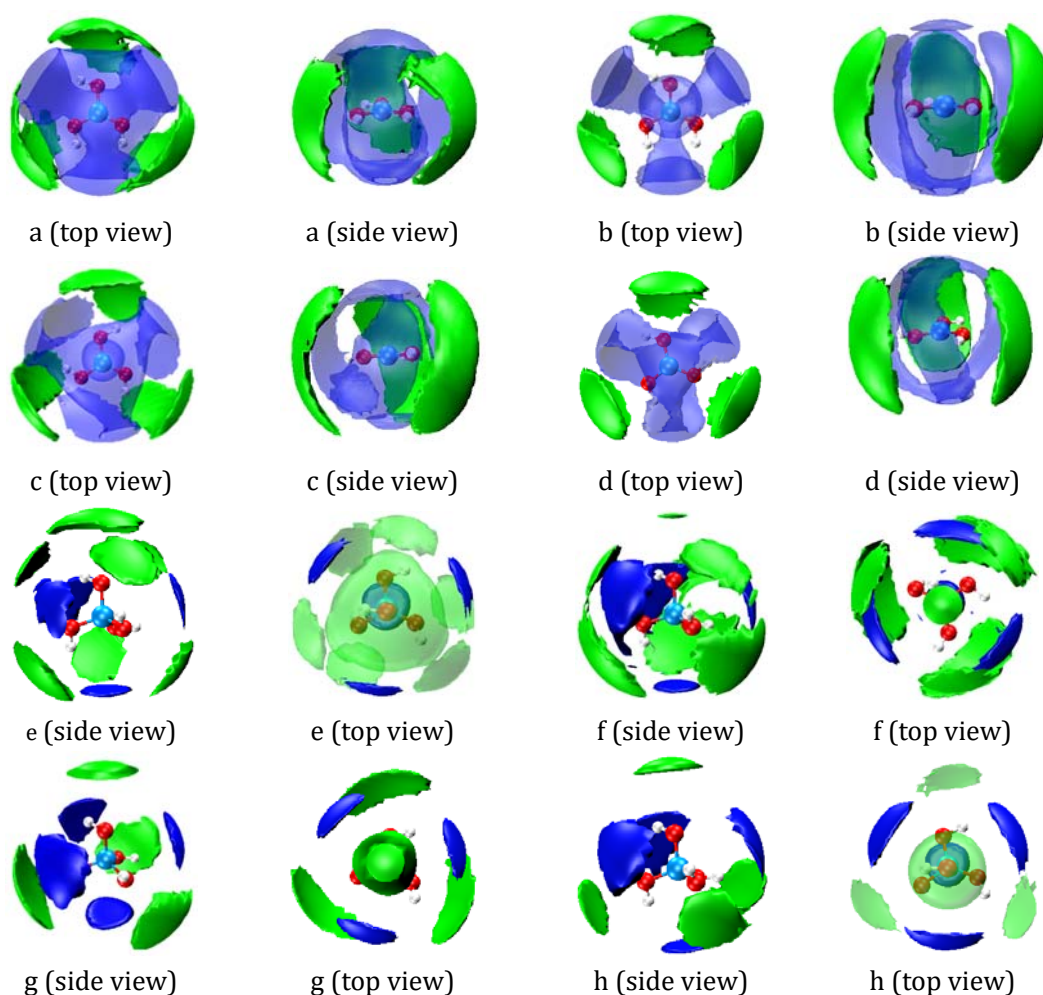 a (top view) a (side view) b (top view) b (side view)
c (top view) c (side view) d (top view) d (side view)
e (side view) e (top view) f (side view) f (top view)
g (side view) g (top view) h (side view) h (top view)